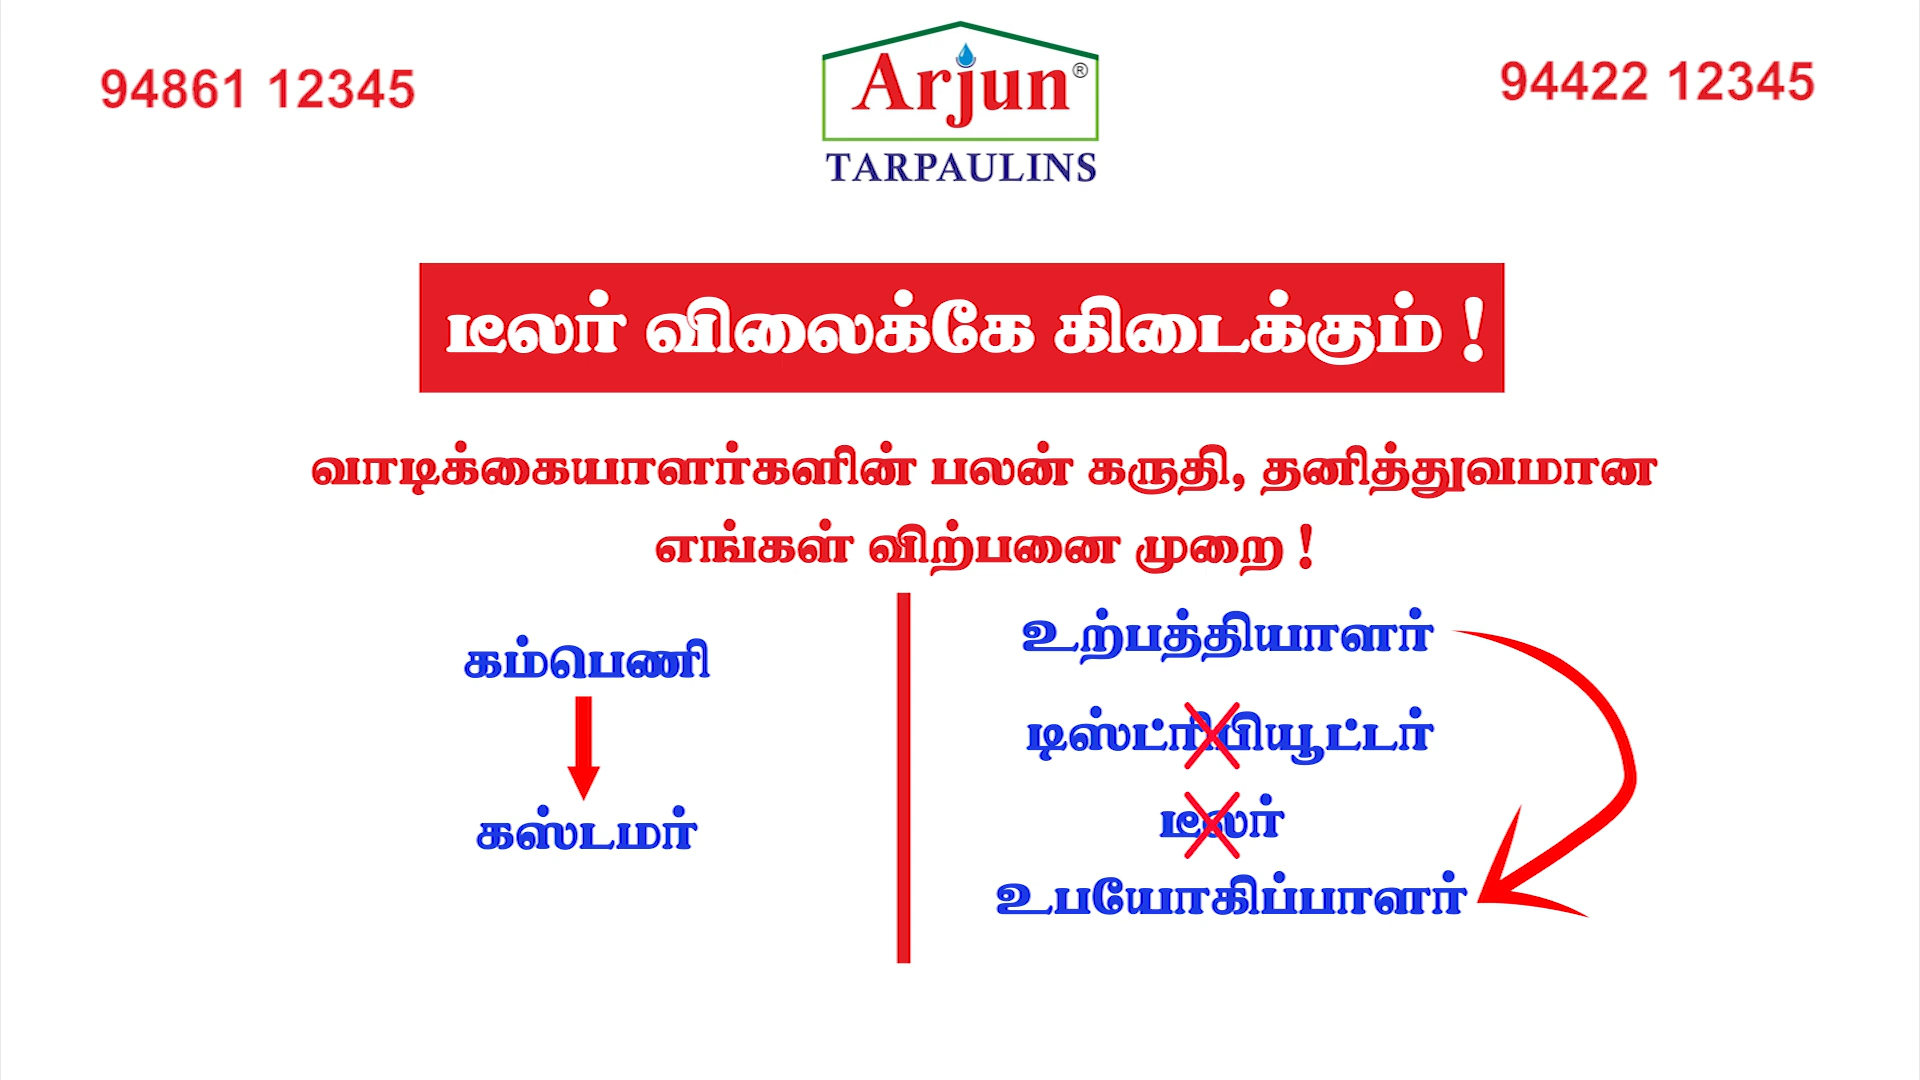 94861 12345
Arjun®
TARPAULINS
94422 12345
டீலர் விலைக்கே கிடைக்கும் !
வாடிக்கையாளர்களின் பலன் கருதி, தனித்துவமான
எங்கள் விற்பனை முறை !
கம்பெணி
கஸ்டமர்
உற்பத்தியாளர்
டிஸ்ட்ரிபியூட்டர்
டீலர்
உபயோகிப்பாளர்